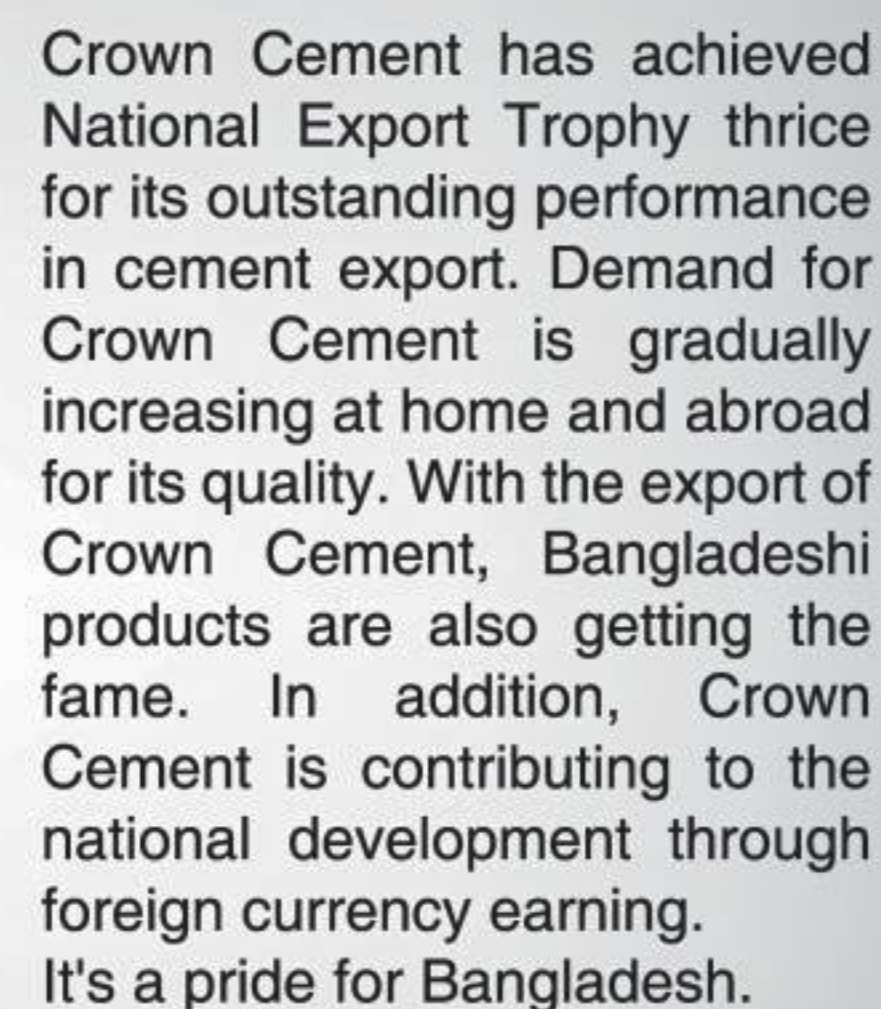 Crown Cement has achieved
National Export Trophy thrice
for its outstanding performance
in cement export. Demand for
Crown Cement is gradually
increasing at home and abroad
for its quality. With the export of
Crown Cement, Bangladeshi
products are also getting the
fame. In addition, Crown
Cement is contributing to the
national development through
foreign currency earning.
It's a pride for Bangladesh.